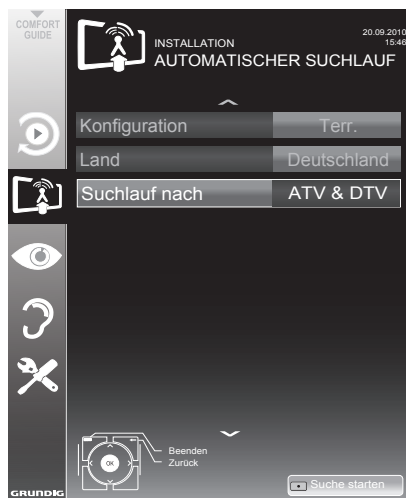 COMFORT
GUIDE
20.09.2010
15:46
INSTALLATION
AUTOMATISCHER SUCHLAUF
Konfiguration Terr.
Land Deutschland
Suchlauf nach ATV & DTV
OK
Beenden
Zurück
GRUNDIG
Suche starten